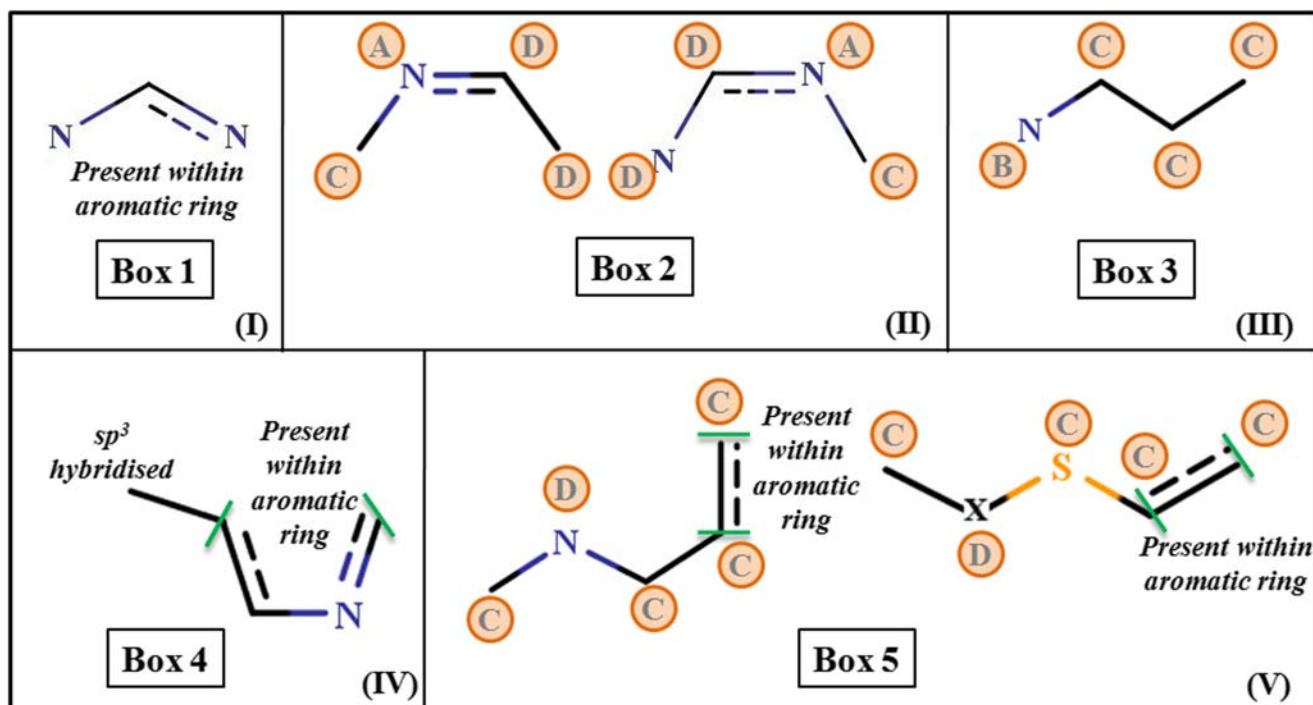 N N
Present within
aromatic ring
Box 1
(I)
A D D A
N N
N
C D D C
Box 2
(II)
C C
N
B C
Box 3
(III)
sp³
hybridised
Present
within
aromatic
ring
N
Box 4
(IV)
C
Present
within
aromatic
ring
D
N
C C C
C C C C
S
X
D
Present within
aromatic ring
Box 5
(V)